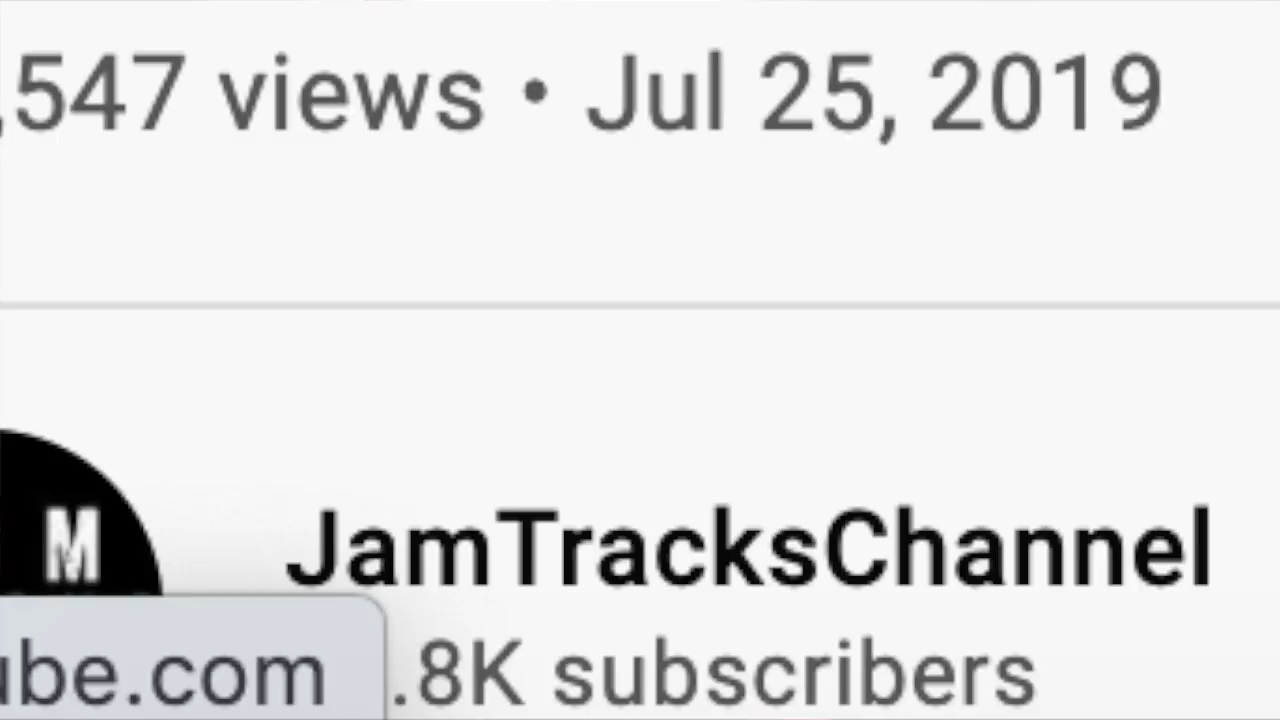 ,547 views • Jul 25, 2019
M
JamTracksChannel
ube.com
.8K subscribers